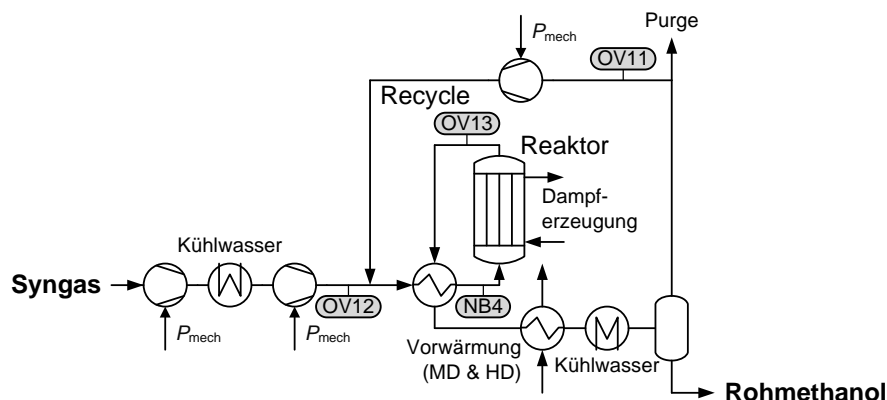 Purge
P_mech
OV11
Recycle
OV13
Reaktor
Dampf-
erzeugung
Kühlwasser
Syngas
OV12
NB4
P_mech
P_mech
Vorwärmung
(MD & HD)
Kühlwasser
Rohmethanol